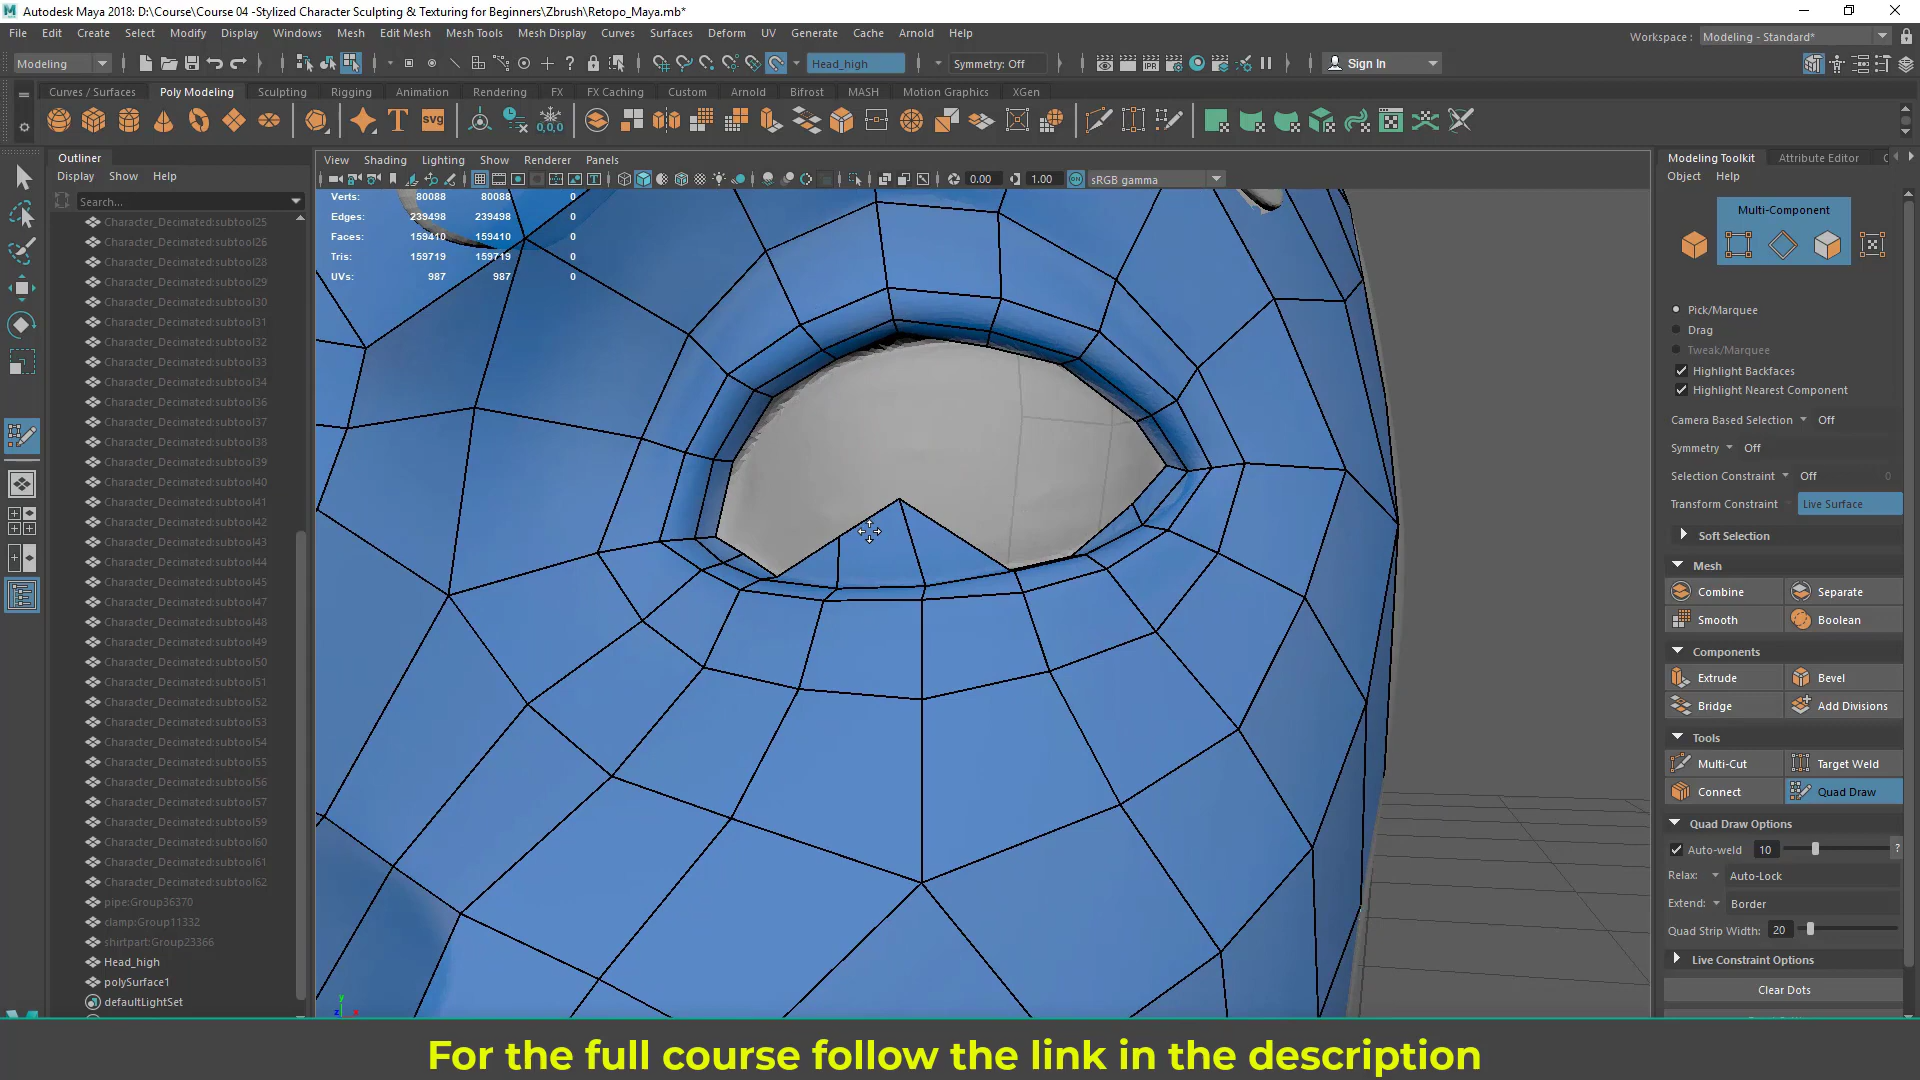 Autodesk Maya 2018: D:\Course\Course 04 -Stylized Character Sculpting & Texturing for Beginners\Zbrush\Retopo_Maya.mb*
File Edit Create Select Modify Display Windows Mesh Edit Mesh Mesh Tools Mesh Display Curves Surfaces Deform UV Generate Cache Arnold Help
Workspace : Modeling - Standard*
Modeling Head_high Symmetry: Off Sign In
Curves / Surfaces Poly Modeling Sculpting Rigging Animation Rendering FX FX Caching Custom Arnold Bifrost MASH Motion Graphics XGen
T svg 0,0,0
Outliner
Display Show Help
Search...
Character_Decimated:subtool25
Character_Decimated:subtool26
Character_Decimated:subtool28
Character_Decimated:subtool29
Character_Decimated:subtool30
Character_Decimated:subtool31
Character_Decimated:subtool32
Character_Decimated:subtool33
Character_Decimated:subtool34
Character_Decimated:subtool36
Character_Decimated:subtool37
Character_Decimated:subtool38
Character_Decimated:subtool39
Character_Decimated:subtool40
Character_Decimated:subtool41
Character_Decimated:subtool42
Character_Decimated:subtool43
Character_Decimated:subtool44
Character_Decimated:subtool45
Character_Decimated:subtool47
Character_Decimated:subtool48
Character_Decimated:subtool49
Character_Decimated:subtool50
Character_Decimated:subtool51
Character_Decimated:subtool52
Character_Decimated:subtool53
Character_Decimated:subtool54
Character_Decimated:subtool55
Character_Decimated:subtool56
Character_Decimated:subtool57
Character_Decimated:subtool59
Character_Decimated:subtool60
Character_Decimated:subtool61
Character_Decimated:subtool62
pipe:Group36370
clamp:Group11332
shirtpart:Group23366
Head_high
polySurface1
defaultLightSet
View Shading Lighting Show Renderer Panels
0.00 1.00 sRGB gamma
Verts: 80088 80088 0
Edges: 239498 239498 0
Faces: 159410 159410 0
Tris: 159719 159719 0
UVs: 987 987 0
y
z x
Modeling Toolkit Attribute Editor
Object Help
Multi-Component
Pick/Marquee
Drag
Tweak/Marquee
Highlight Backfaces
Highlight Nearest Component
Camera Based Selection Off
Symmetry Off
Selection Constraint Off 0
Transform Constraint Live Surface
Soft Selection
Mesh
Combine Separate
Smooth Boolean
Components
Extrude Bevel
Bridge Add Divisions
Tools
Multi-Cut Target Weld
Connect Quad Draw
Quad Draw Options
Auto-weld 10 ?
Relax: Auto-Lock
Extend: Border
Quad Strip Width: 20
Live Constraint Options
Clear Dots
For the full course follow the link in the description